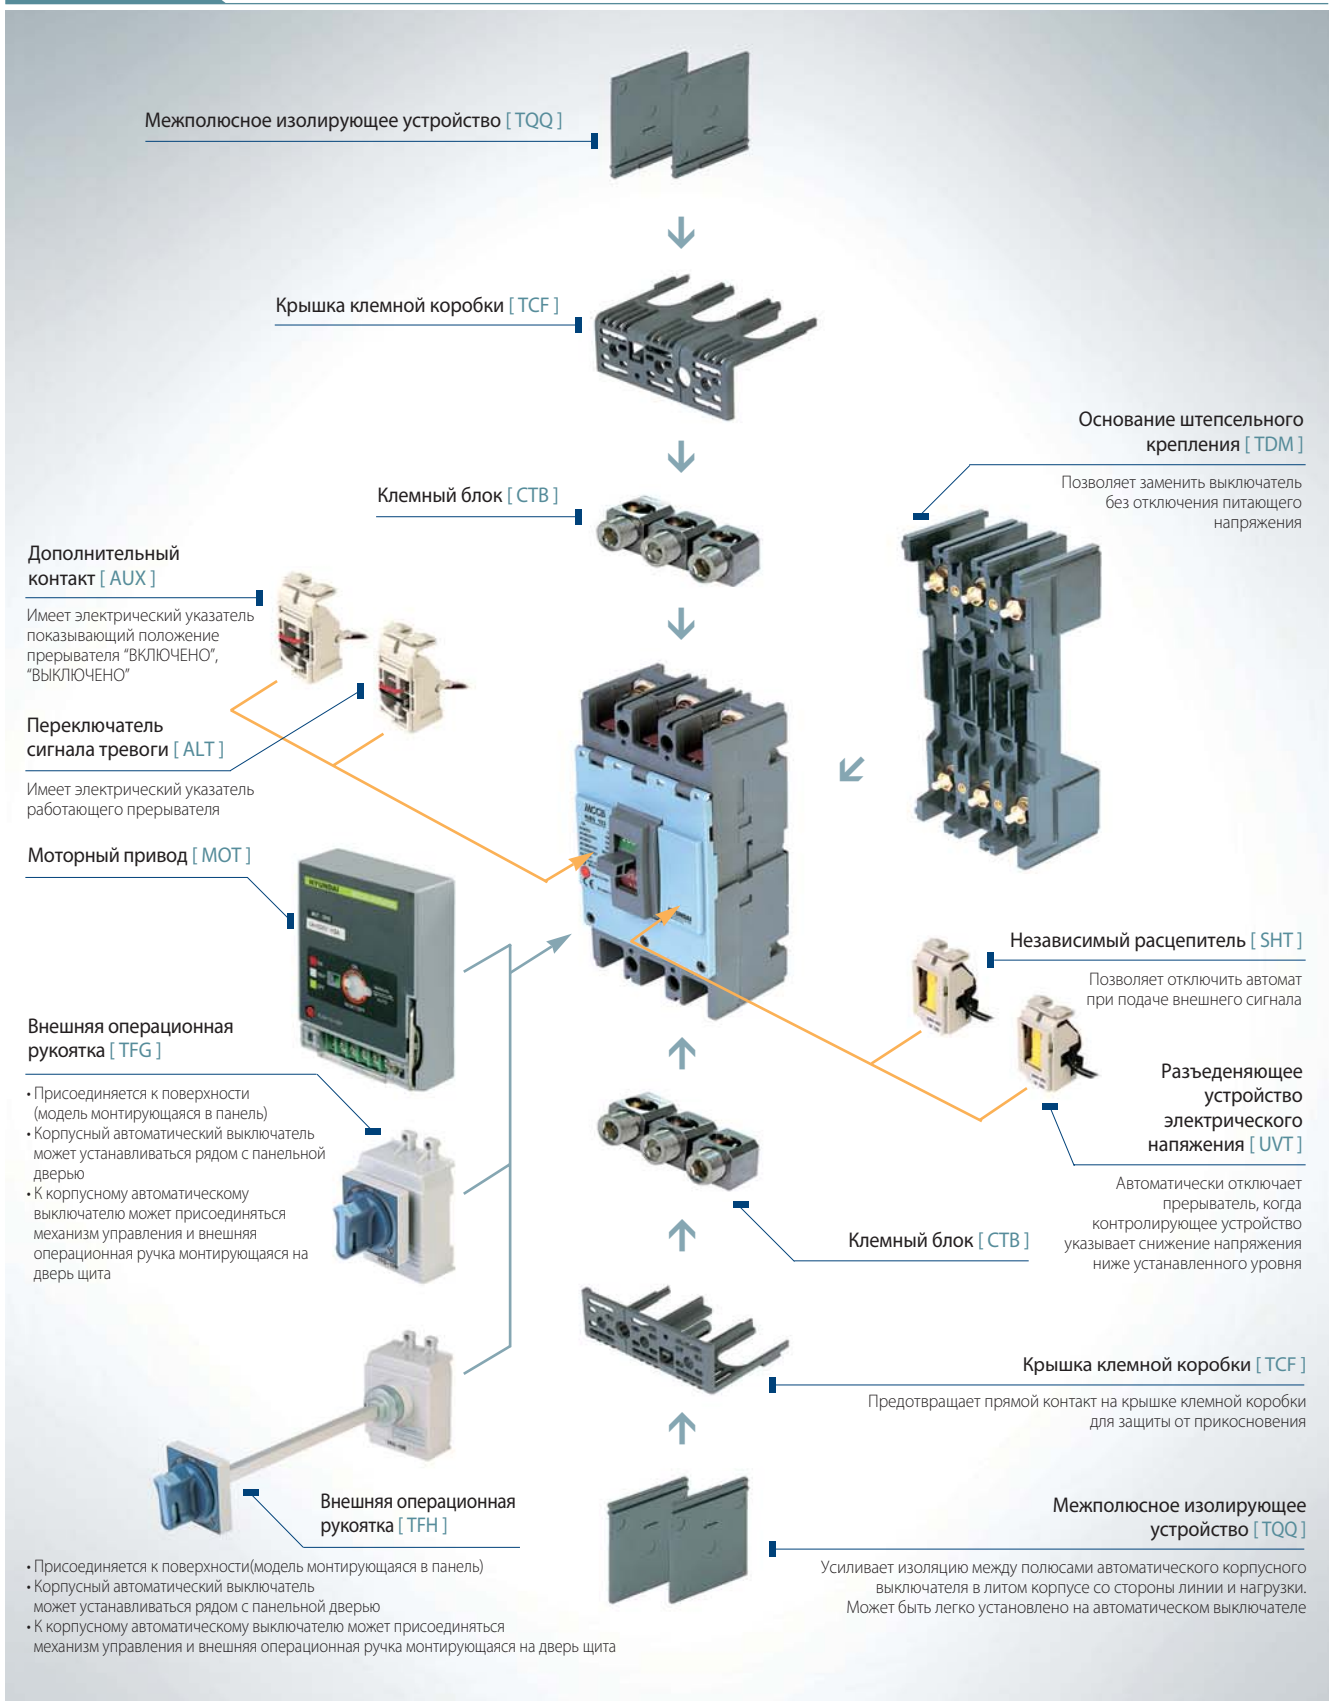 Межполюсное изолирующее устройство [ TQQ ]
Крышка клемной коробки [ TCF ]
Основание штепсельного
крепления [ TDM ]
Позволяет заменить выключатель
без отключения питающего
напряжения
Клемный блок [ CTB ]
Дополнительный
контакт [ AUX ]
Имеет электрический указатель
показывающий положение
прерывателя "ВКЛЮЧЕНО",
"ВЫКЛЮЧЕНО"
Переключатель
сигнала тревоги [ ALT ]
Имеет электрический указатель
работающего прерывателя
MCCB
Моторный привод [ MOT ]
HYUNDAI
HYUNDAI
Независимый расцепитель [ SHT ]
Позволяет отключить автомат
при подаче внешнего сигнала
Внешняя операционная
рукоятка [ TFG ]
• Присоединяется к поверхности
(модель монтирующаяся в панель)
• Корпусный автоматический выключатель
может устанавливаться рядом с панельной
дверью
• К корпусному автоматическому
выключателю может присоединяться
механизм управления и внешняя
операционная ручка монтирующаяся на
дверь щита
Разъеденяющее
устройство
электрического
напяжения [ UVT ]
Автоматически отключает
прерыватель, когда
контролирующее устройство
указывает снижение напряжения
ниже установленного уровня
Клемный блок [ CTB ]
Крышка клемной коробки [ TCF ]
Предотвращает прямой контакт на крышке клемной коробки
для защиты от прикосновения
Внешняя операционная
рукоятка [ TFH ]
• Присоединяется к поверхности(модель монтирующаяся в панель)
• Корпусный автоматический выключатель
может устанавливаться рядом с панельной дверью
• К корпусному автоматическому выключателю может присоединяться
механизм управления и внешняя операционная ручка монтирующаяся на дверь щита
Межполюсное изолирующее
устройство [ TQQ ]
Усиливает изоляцию между полюсами автоматического корпусного
выключателя в литом корпусе со стороны линии и нагрузки.
Может быть легко установлено на автоматическом выключателе